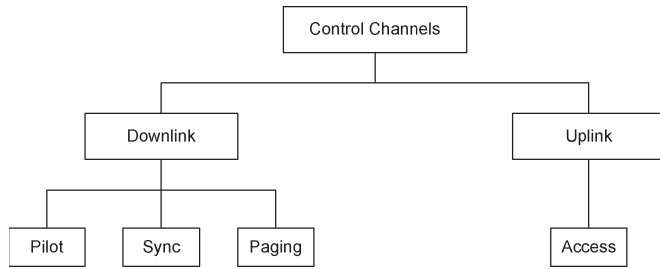 Control Channels
Downlink
Uplink
Pilot
Sync
Paging
Access